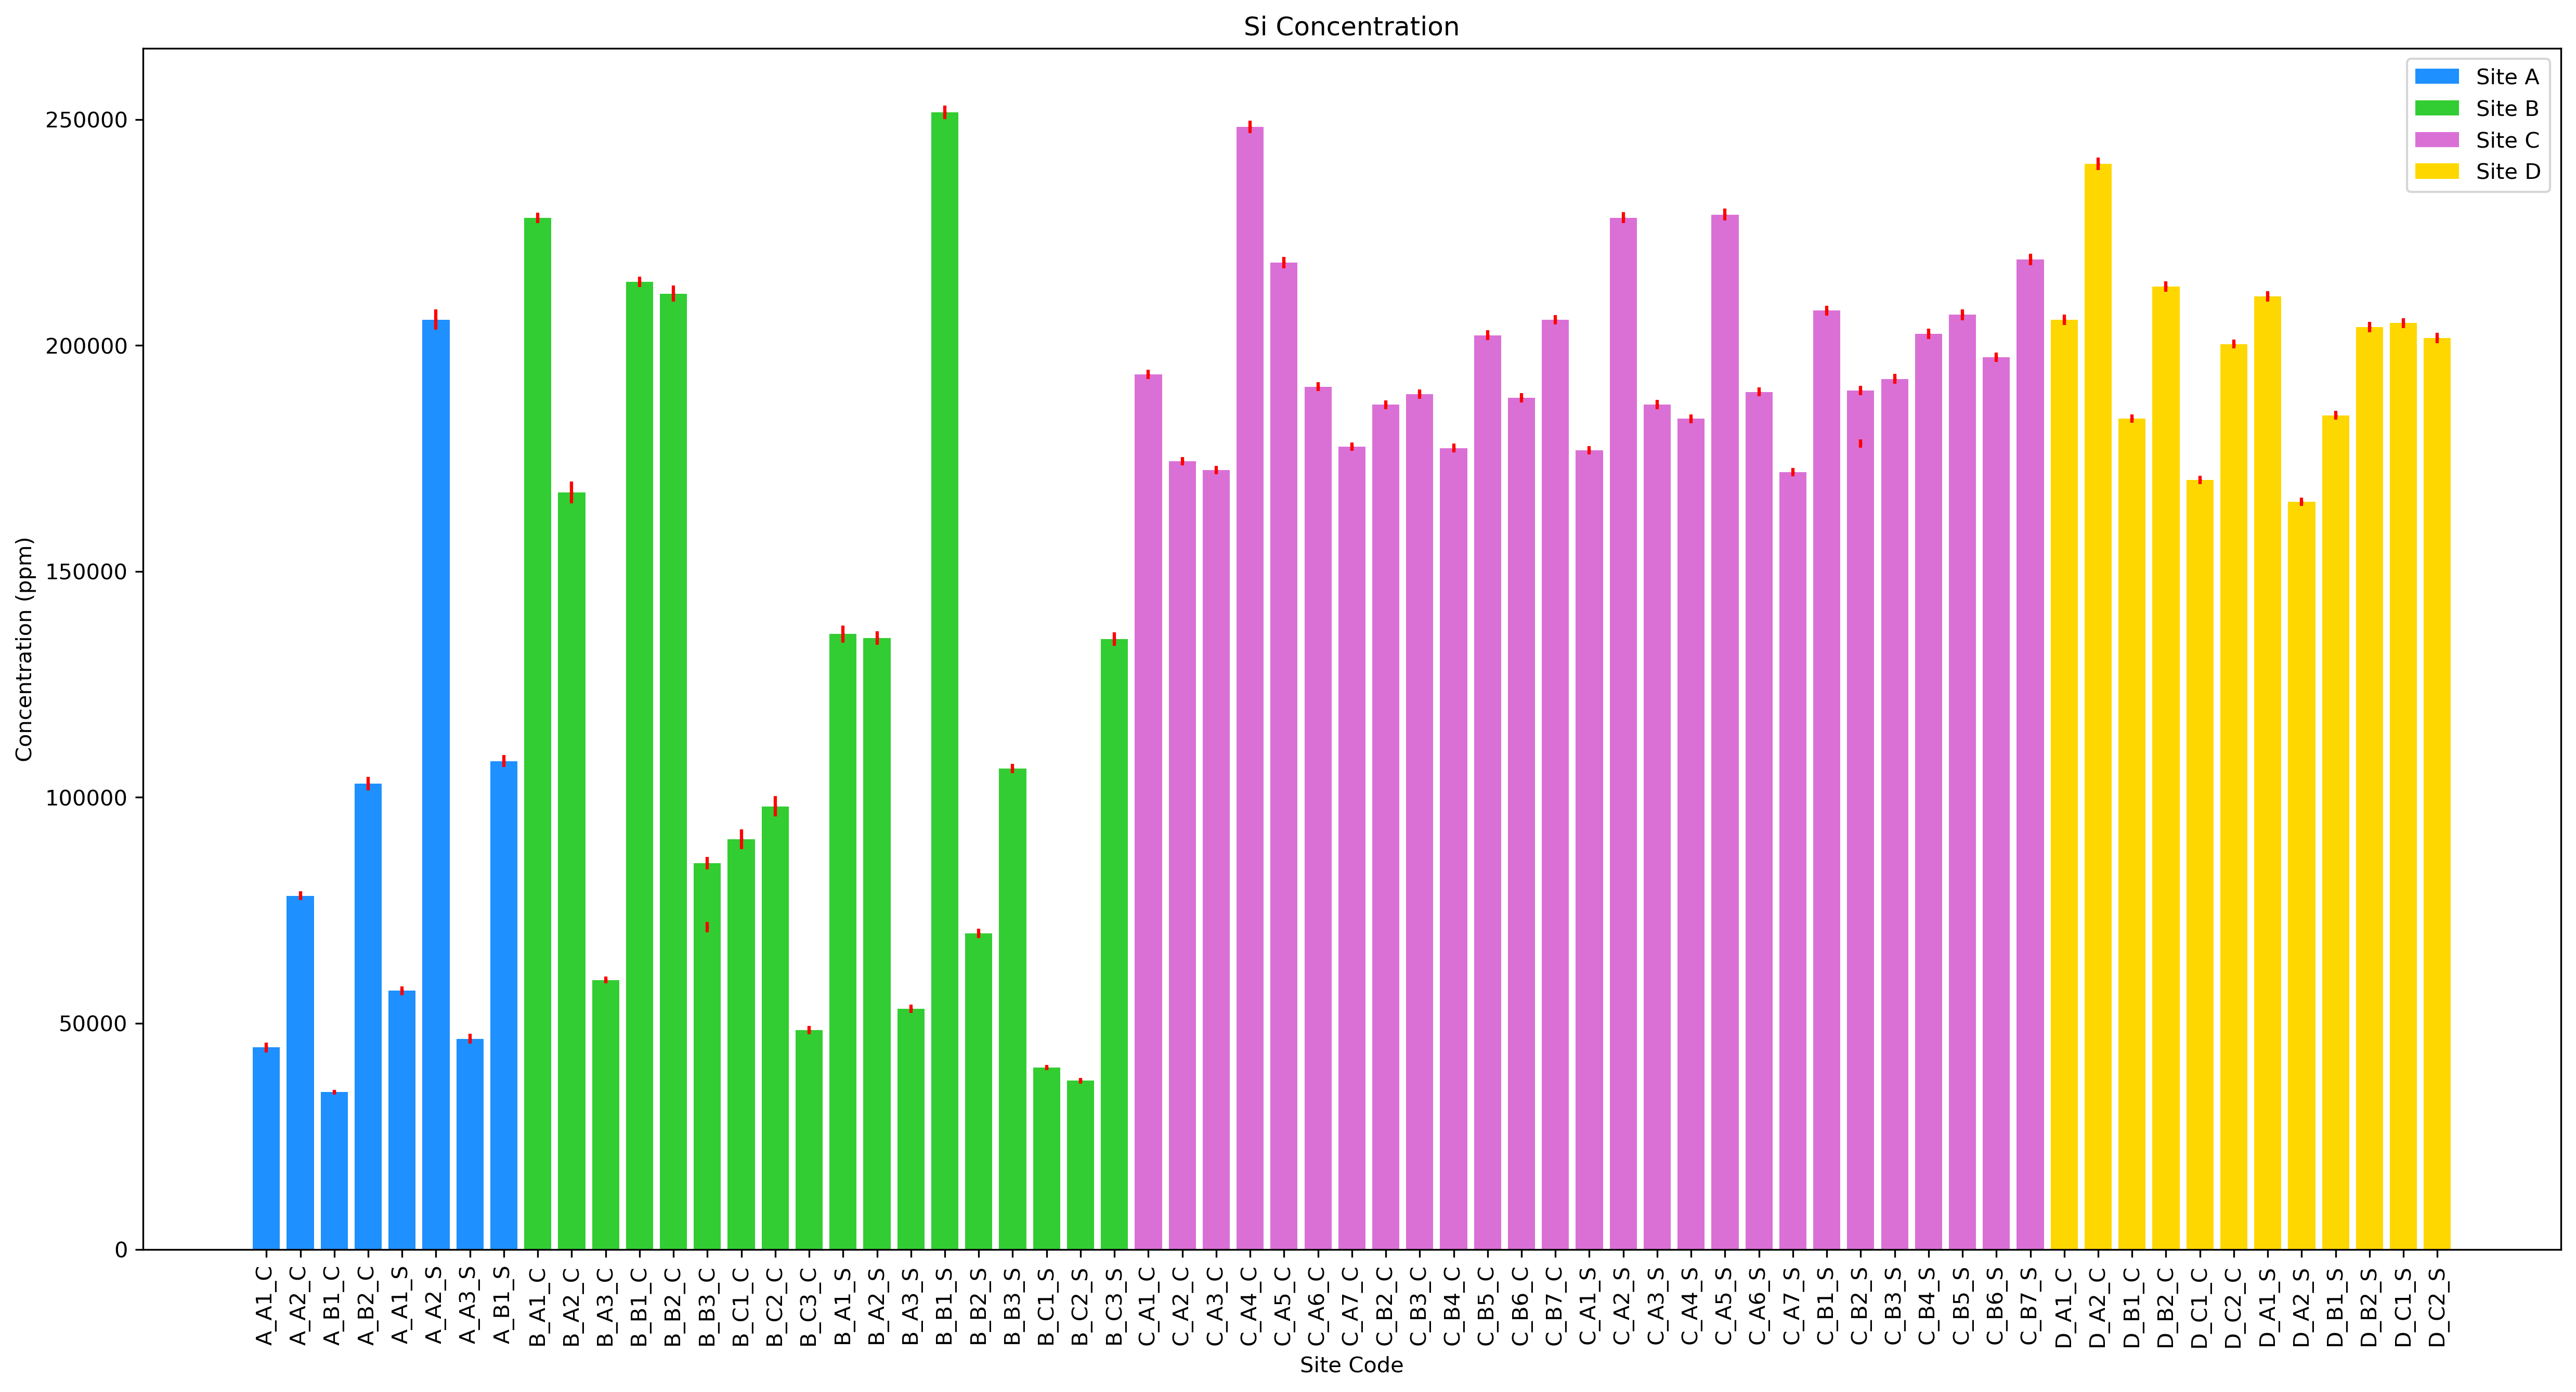 Si Concentration
Site A
Site B
Site C
Site D
Concentration (ppm)
250000
200000
150000
100000
50000
0
A_A1_C
A_A2_C
A_B1_C
A_B2_C
A_A1_S
A_A2_S
A_A3_S
A_B1_S
B_A1_C
B_A2_C
B_A3_C
B_B1_C
B_B2_C
B_B3_C
B_C1_C
B_C2_C
B_C3_C
B_A1_S
B_A2_S
B_A3_S
B_B1_S
B_B2_S
B_B3_S
B_C1_S
B_C2_S
B_C3_S
C_A1_C
C_A2_C
C_A3_C
C_A4_C
C_A5_C
C_A6_C
C_A7_C
C_B2_C
C_B3_C
C_B4_C
C_B5_C
C_B6_C
C_B7_C
C_A1_S
C_A2_S
C_A3_S
C_A4_S
C_A5_S
C_A6_S
C_A7_S
C_B1_S
C_B2_S
C_B3_S
C_B4_S
C_B5_S
C_B6_S
C_B7_S
D_A1_C
D_A2_C
D_B1_C
D_B2_C
D_C1_C
D_C2_C
D_A1_S
D_A2_S
D_B1_S
D_B2_S
D_C1_S
D_C2_S
Site Code